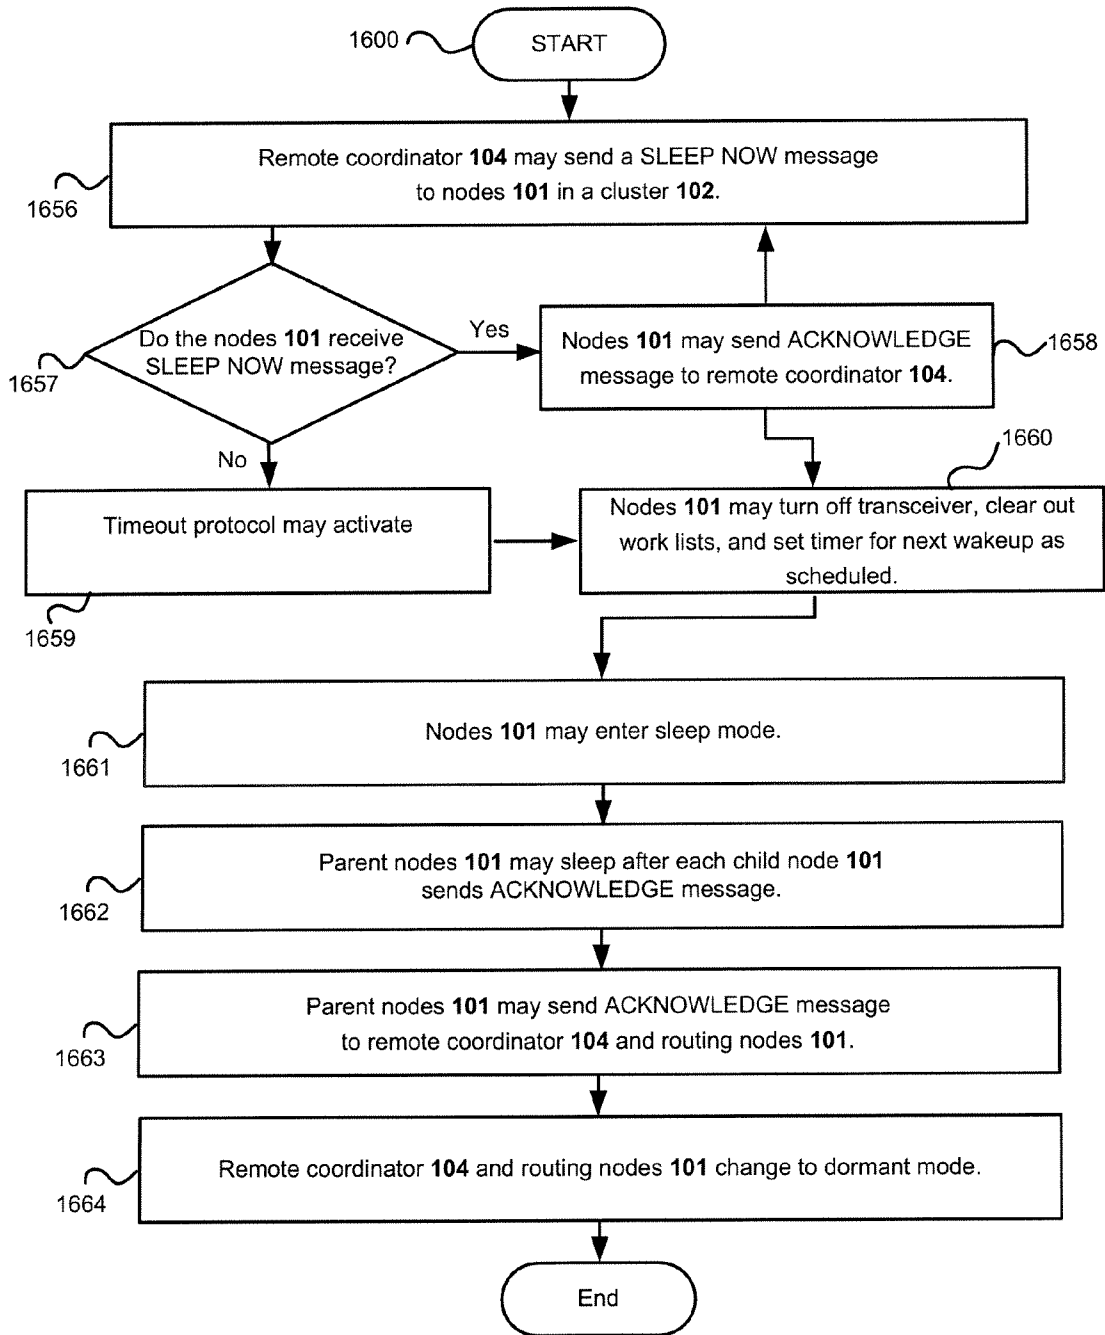 1600
START
Remote coordinator 104 may send a SLEEP NOW message
to nodes 101 in a cluster 102.
1656
Do the nodes 101 receive
SLEEP NOW message?
1657
Yes
Nodes 101 may send ACKNOWLEDGE
message to remote coordinator 104.
1658
No
1660
Timeout protocol may activate
1659
Nodes 101 may turn off transceiver, clear out
work lists, and set timer for next wakeup as
scheduled.
Nodes 101 may enter sleep mode.
1661
Parent nodes 101 may sleep after each child node 101
sends ACKNOWLEDGE message.
1662
Parent nodes 101 may send ACKNOWLEDGE message
to remote coordinator 104 and routing nodes 101.
1663
Remote coordinator 104 and routing nodes 101 change to dormant mode.
1664
End